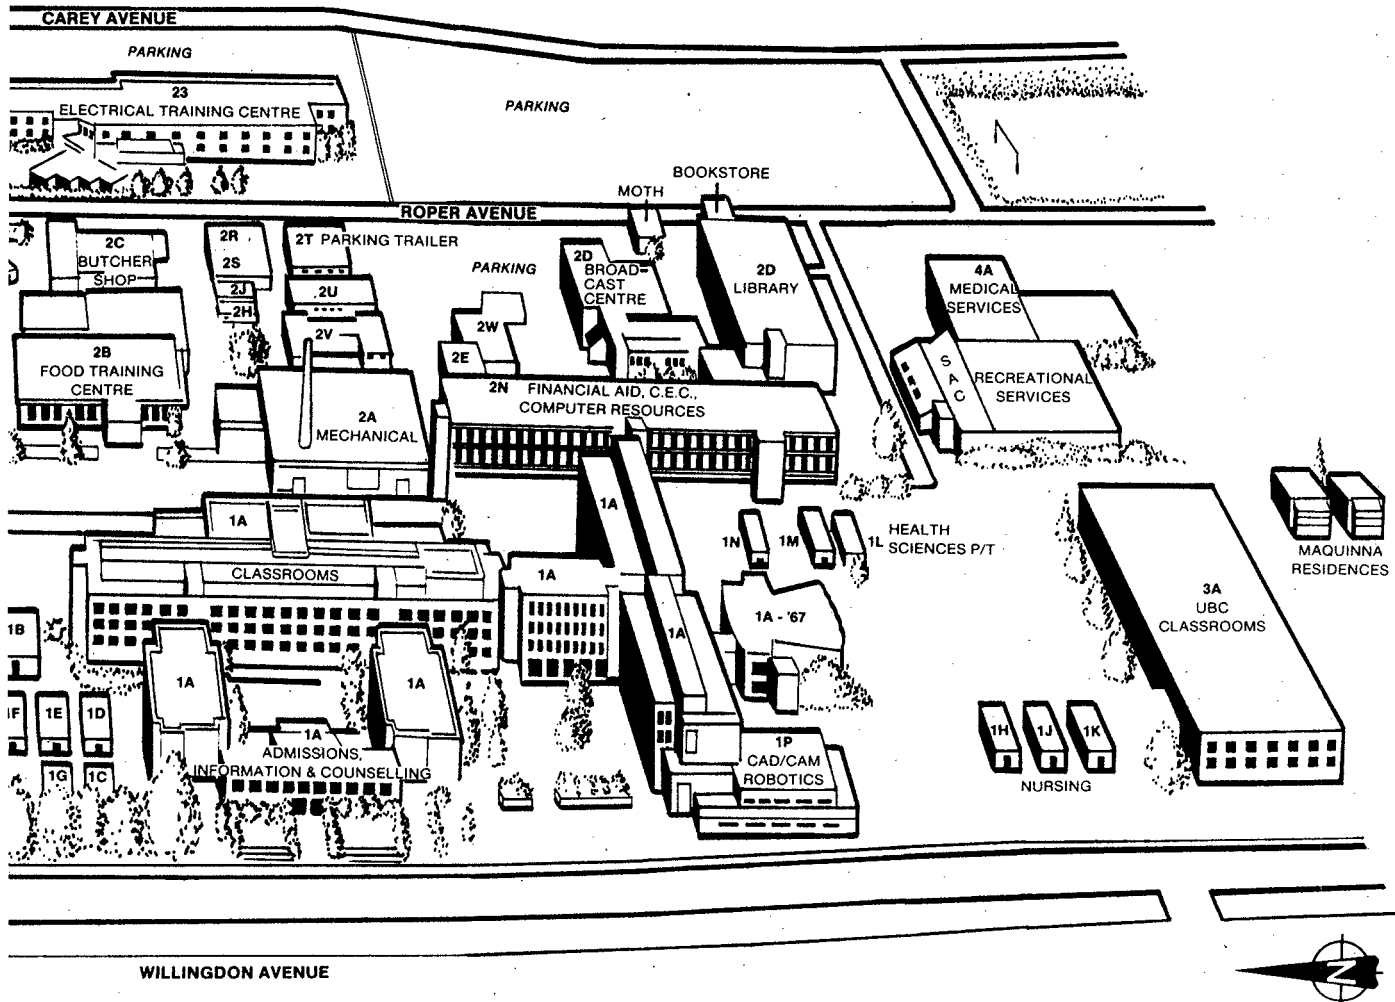 CAREY AVENUE
PARKING
23
ELECTRICAL TRAINING CENTRE
PARKING
BOOKSTORE
MOTH
ROPER AVENUE
2C
BUTCHER
SHOP
2R
2S
2J
2H
2T PARKING TRAILER
2U
2V
PARKING
2W
2E
2D
BROAD-
CAST
CENTRE
2D
LIBRARY
4A
MEDICAL
SERVICES
SAC
RECREATIONAL
SERVICES
2B
FOOD TRAINING
CENTRE
2A
MECHANICAL
2N FINANCIAL AID, C.E.C.,
COMPUTER RESOURCES
1A
CLASSROOMS
1A
1A
1N
1M
1L
HEALTH
SCIENCES P/T
MAQUINNA
RESIDENCES
3A
UBC
CLASSROOMS
1A - '67
1A
1B
1A
1A
1F
1E
1D
1G
1C
1A
ADMISSIONS,
INFORMATION & COUNSELLING
1P
CAD/CAM
ROBOTICS
1H
1J
1K
NURSING
WILLINGDON AVENUE
N